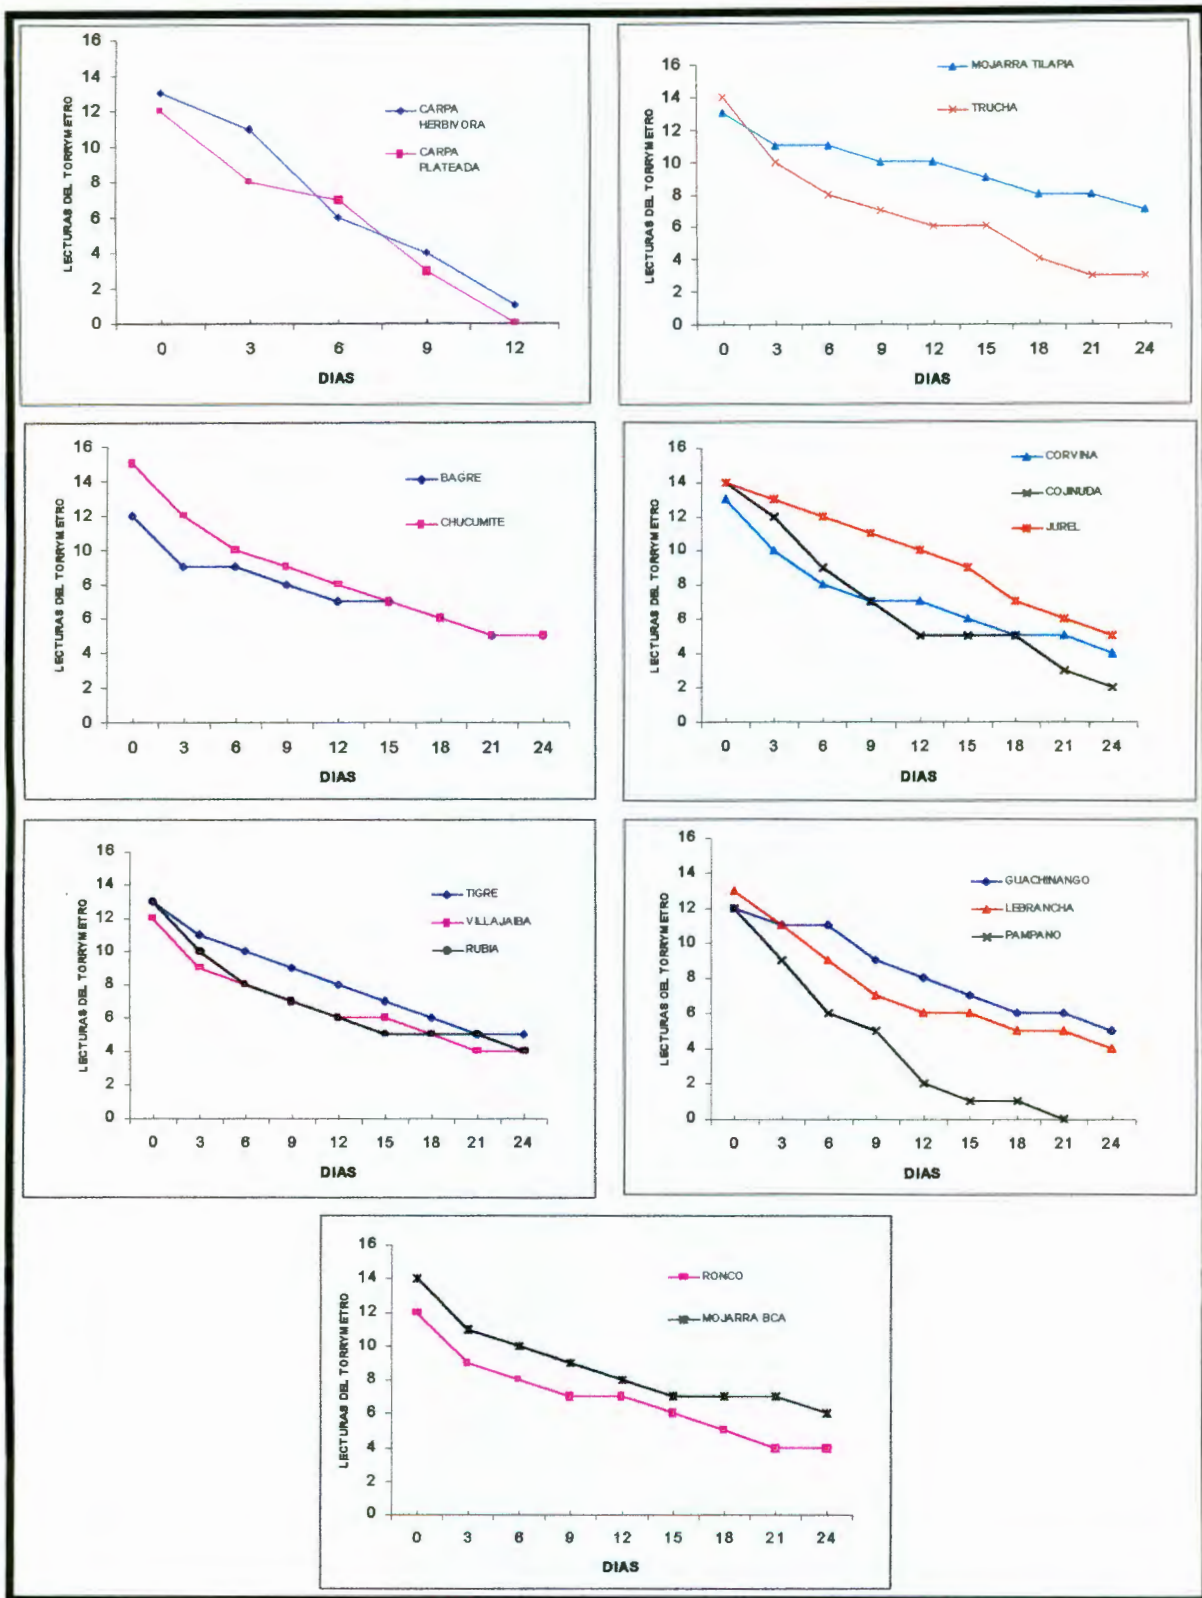 LECTURAS DEL TORRYMETRO
16
14
12
10
8
6
4
2
0
CARPA
HERBIVORA
CARPA
PLATEADA
0 3 6 9 12
DIAS
LECTURAS DEL TORRYMETRO
16
14
12
10
8
6
4
2
0
MOJARRA TILAPIA
TRUCHA
0 3 6 9 12 15 18 21 24
DIAS
LECTURAS DEL TORRYMETRO
16
14
12
10
8
6
4
2
0
BAGRE
CHUCUMITE
0 3 6 9 12 15 18 21 24
DIAS
LECTURAS DEL TORRYMETRO
16
14
12
10
8
6
4
2
0
CORVINA
COJINUDA
JUREL
0 3 6 9 12 15 18 21 24
DIAS
LECTURAS DEL TORRYMETRO
16
14
12
10
8
6
4
2
0
TIGRE
VILLAJAIBA
RUBIA
0 3 6 9 12 15 18 21 24
DIAS
LECTURAS DEL TORRYMETRO
16
14
12
10
8
6
4
2
0
GUACHINANGO
LEBRANCHA
PAMPANO
0 3 6 9 12 15 18 21 24
DIAS
LECTURAS DEL TORRYMETRO
16
14
12
10
8
6
4
2
0
RONCO
MOJARRA BCA
0 3 6 9 12 15 18 21 24
DIAS